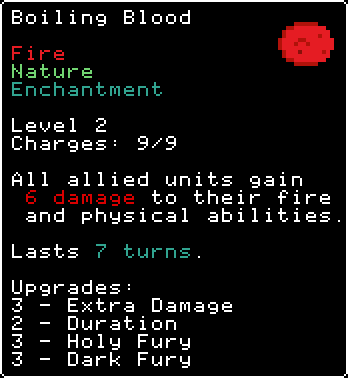 Boiling Blood
Fire
Nature
Enchantment
Level 2
Charges: 9/9
All allied units gain
6 damage to their fire
and physical abilities.
Lasts 7 turns.
Upgrades:
3 - Extra Damage
2 - Duration
3 - Holy Fury
3 - Dark Fury